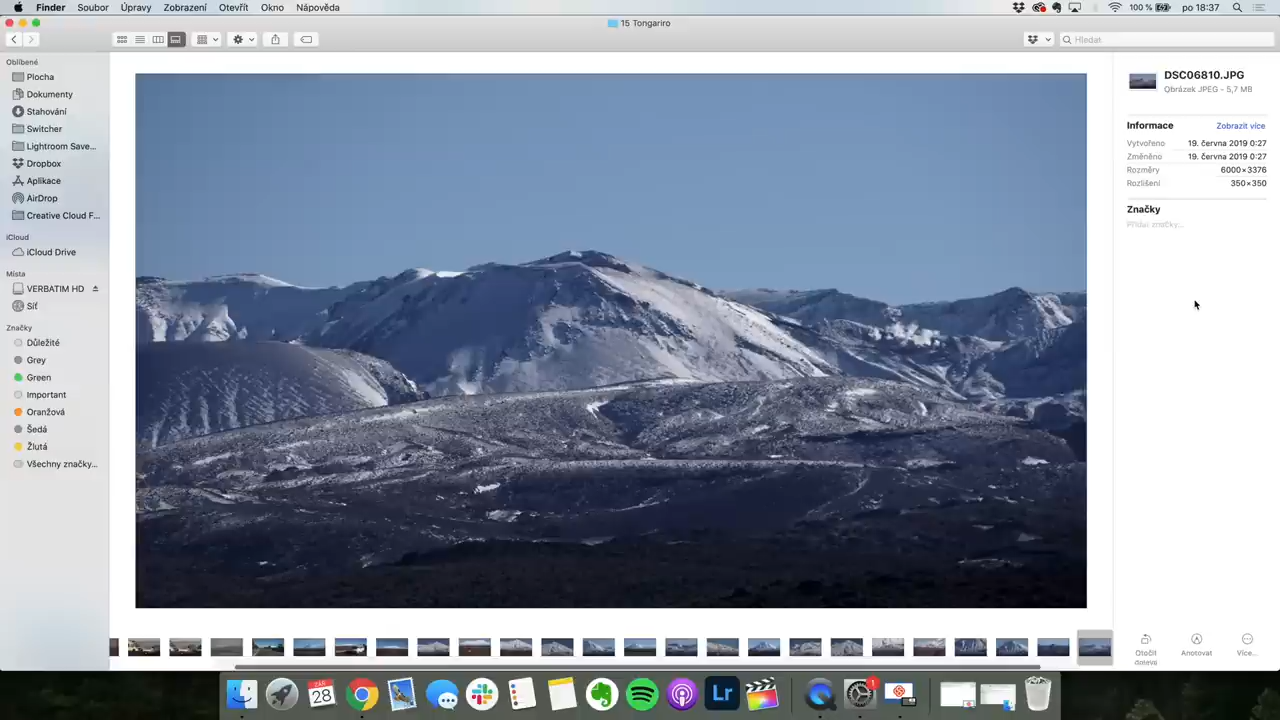 Finder Soubor Úpravy Zobrazení Otevřít Okno Nápověda 100 % po 18:37
15 Tongariro
Hledat
Oblíbené
Plocha
Dokumenty
Stahování
Switcher
Lightroom Save...
Dropbox
Aplikace
AirDrop
Creative Cloud F...
iCloud
iCloud Drive
Místa
VERBATIM HD
Síť
Značky
Důležité
Grey
Green
Important
Oranžová
Šedá
Žlutá
Všechny značky...
DSC06810.JPG
Obrázek JPEG - 5,7 MB
Informace Zobrazit více
Vytvořeno 19. června 2019 0:27
Změněno 19. června 2019 0:27
Rozměry 6000×3376
Rozlišení 350×350
Značky
Přidat značky...
Otočit doleva
Anotovat
Více...
ZÁŘ
28
1
Lr